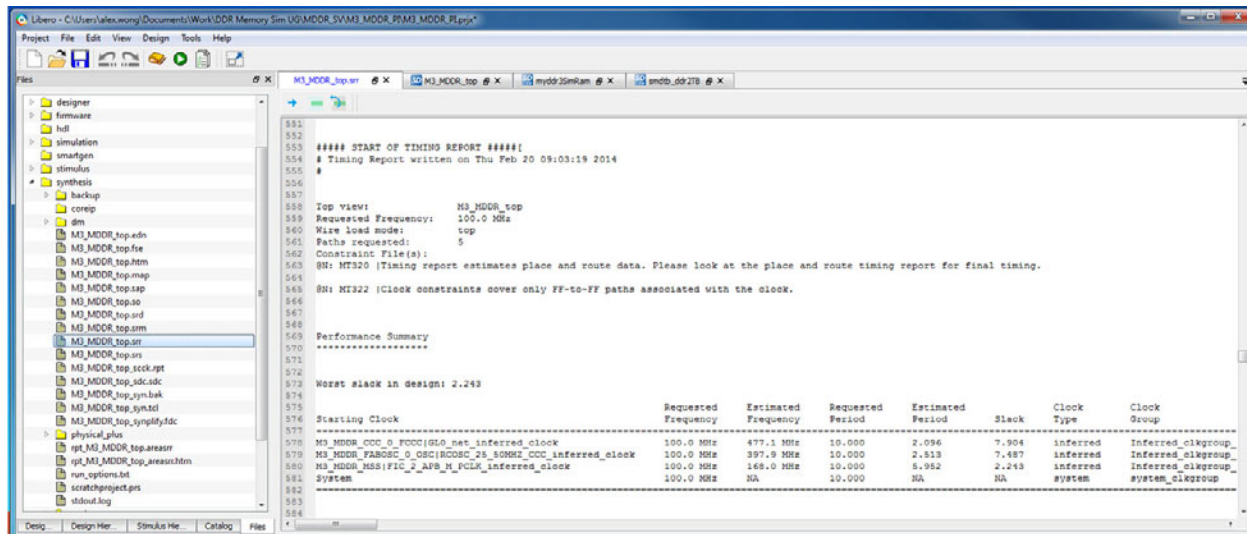 Libero - C:\Users\alex.wong\Documents\Work\DDR Memory Sim UG\MDDR_SV\M3_MDDR_PI\M3_MDDR_PI.prjx*
Project File Edit View Design Tools Help
Files
M3_MDDR_top.srr M3_MDDR_top myddr3SimRam smdtb_ddr2TB
designer
firmware
hdl
simulation
smartgen
stimulus
synthesis
backup
coreip
dm
M3_MDDR_top.edn
M3_MDDR_top.fse
M3_MDDR_top.htm
M3_MDDR_top.map
M3_MDDR_top.sap
M3_MDDR_top.so
M3_MDDR_top.srd
M3_MDDR_top.srm
M3_MDDR_top.srr
M3_MDDR_top.srs
M3_MDDR_top_scck.rpt
M3_MDDR_top_sdc.sdc
M3_MDDR_top_syn.bak
M3_MDDR_top_syn.tcl
M3_MDDR_top_synplify.fdc
physical_plus
rpt_M3_MDDR_top.areasrr
rpt_M3_MDDR_top_areasrr.htm
run_options.txt
scratchproject.prs
stdout.log
Desig... Design Hier... Stimulus Hie... Catalog Files
551
552
553 ##### START OF TIMING REPORT #####[
554 # Timing Report written on Thu Feb 20 09:03:19 2014
555 #
556
557
558 Top view: M3_MDDR_top
559 Requested Frequency: 100.0 MHz
560 Wire load mode: top
561 Paths requested: 5
562 Constraint File(s):
563 @N: MT320 |Timing report estimates place and route data. Please look at the place and route timing report for final timing.
564
565 @N: MT322 |Clock constraints cover only FF-to-FF paths associated with the clock.
566
567
568
569 Performance Summary
570 *******************
571
572
573 Worst slack in design: 2.243
574
575 Requested Estimated Requested Estimated Clock Clock
576 Starting Clock Frequency Frequency Period Period Slack Type Group
577
578 M3_MDDR_CCC_0_FCCC|GL0_net_inferred_clock 100.0 MHz 477.1 MHz 10.000 2.096 7.904 inferred Inferred_clkgroup_
579 M3_MDDR_FABOSC_0_OSC|RCOSC_25_50MHZ_CCC_inferred_clock 100.0 MHz 397.9 MHz 10.000 2.513 7.487 inferred Inferred_clkgroup_
580 M3_MDDR_MSS|FIC_2_APB_M_PCLK_inferred_clock 100.0 MHz 168.0 MHz 10.000 5.952 2.243 inferred Inferred_clkgroup_
581 System 100.0 MHz NA 10.000 NA NA system system_clkgroup
582
583
584